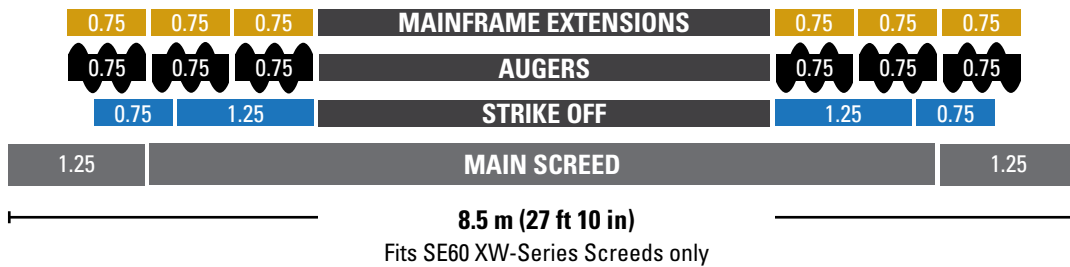 0.75 0.75 0.75 MAINFRAME EXTENSIONS 0.75 0.75 0.75
0.75 0.75 0.75 AUGERS 0.75 0.75 0.75
0.75 1.25 STRIKE OFF 1.25 0.75
1.25 MAIN SCREED 1.25
8.5 m (27 ft 10 in)
Fits SE60 XW-Series Screeds only